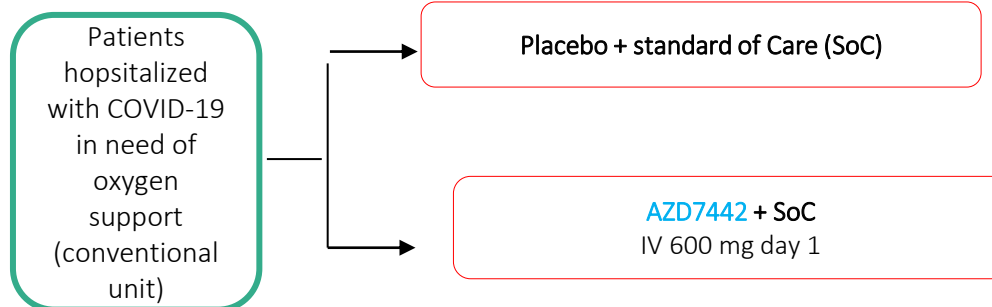 Patients
hopsitalized
with COVID-19
in need of
oxygen
support
(conventional
unit)
Placebo + standard of Care (SoC)
AZD7442 + SoC
IV 600 mg day 1